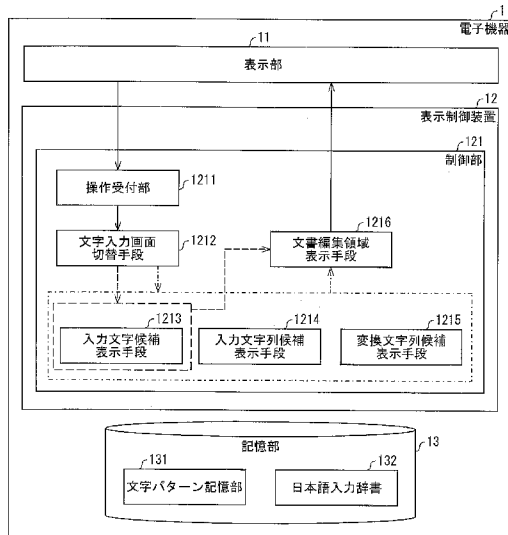 1
電子機器
11
表示部
12
表示制御装置
121
制御部
操作受付部
1211
文字入力画面
切替手段
1212
1216
文書編集領域
表示手段
1213
入力文字候補
表示手段
1214
入力文字列候補
表示手段
1215
変換文字列候補
表示手段
記憶部
13
131
文字パターン記憶部
132
日本語入力辞書